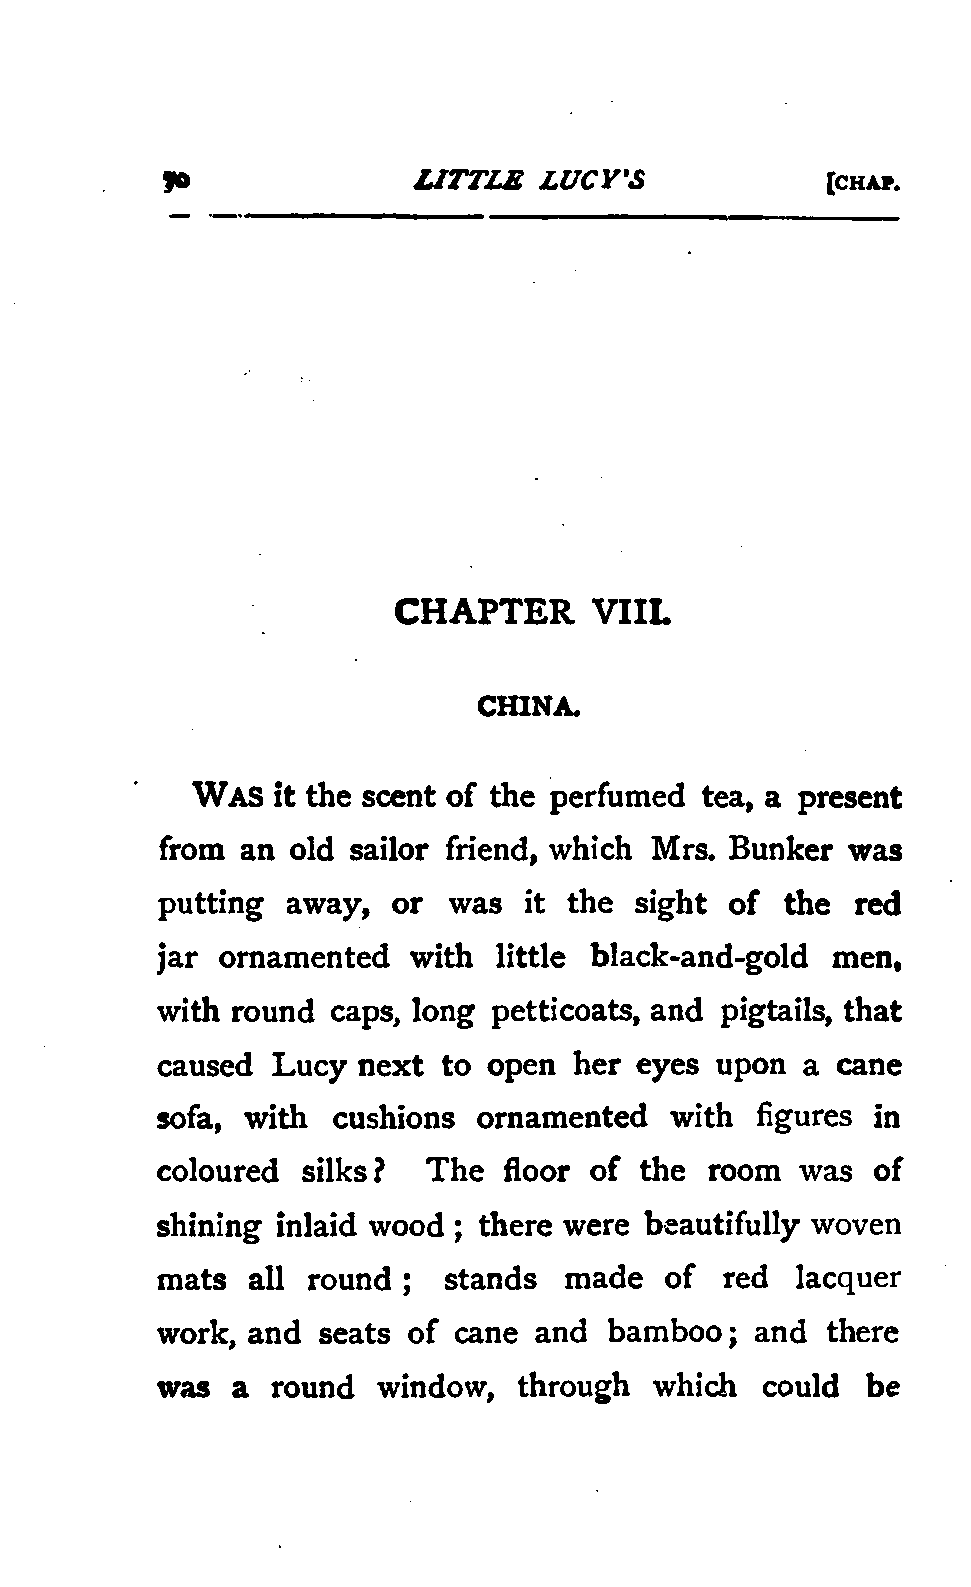 70 LITTLE LUCY'S [CHAP.
CHAPTER VIII.
CHINA.
WAS it the scent of the perfumed tea, a present
from an old sailor friend, which Mrs. Bunker was
putting away, or was it the sight of the red
jar ornamented with little black-and-gold men,
with round caps, long petticoats, and pigtails, that
caused Lucy next to open her eyes upon a cane
sofa, with cushions ornamented with figures in
coloured silks? The floor of the room was of
shining inlaid wood; there were beautifully woven
mats all round; stands made of red lacquer
work, and seats of cane and bamboo; and there
was a round window, through which could be